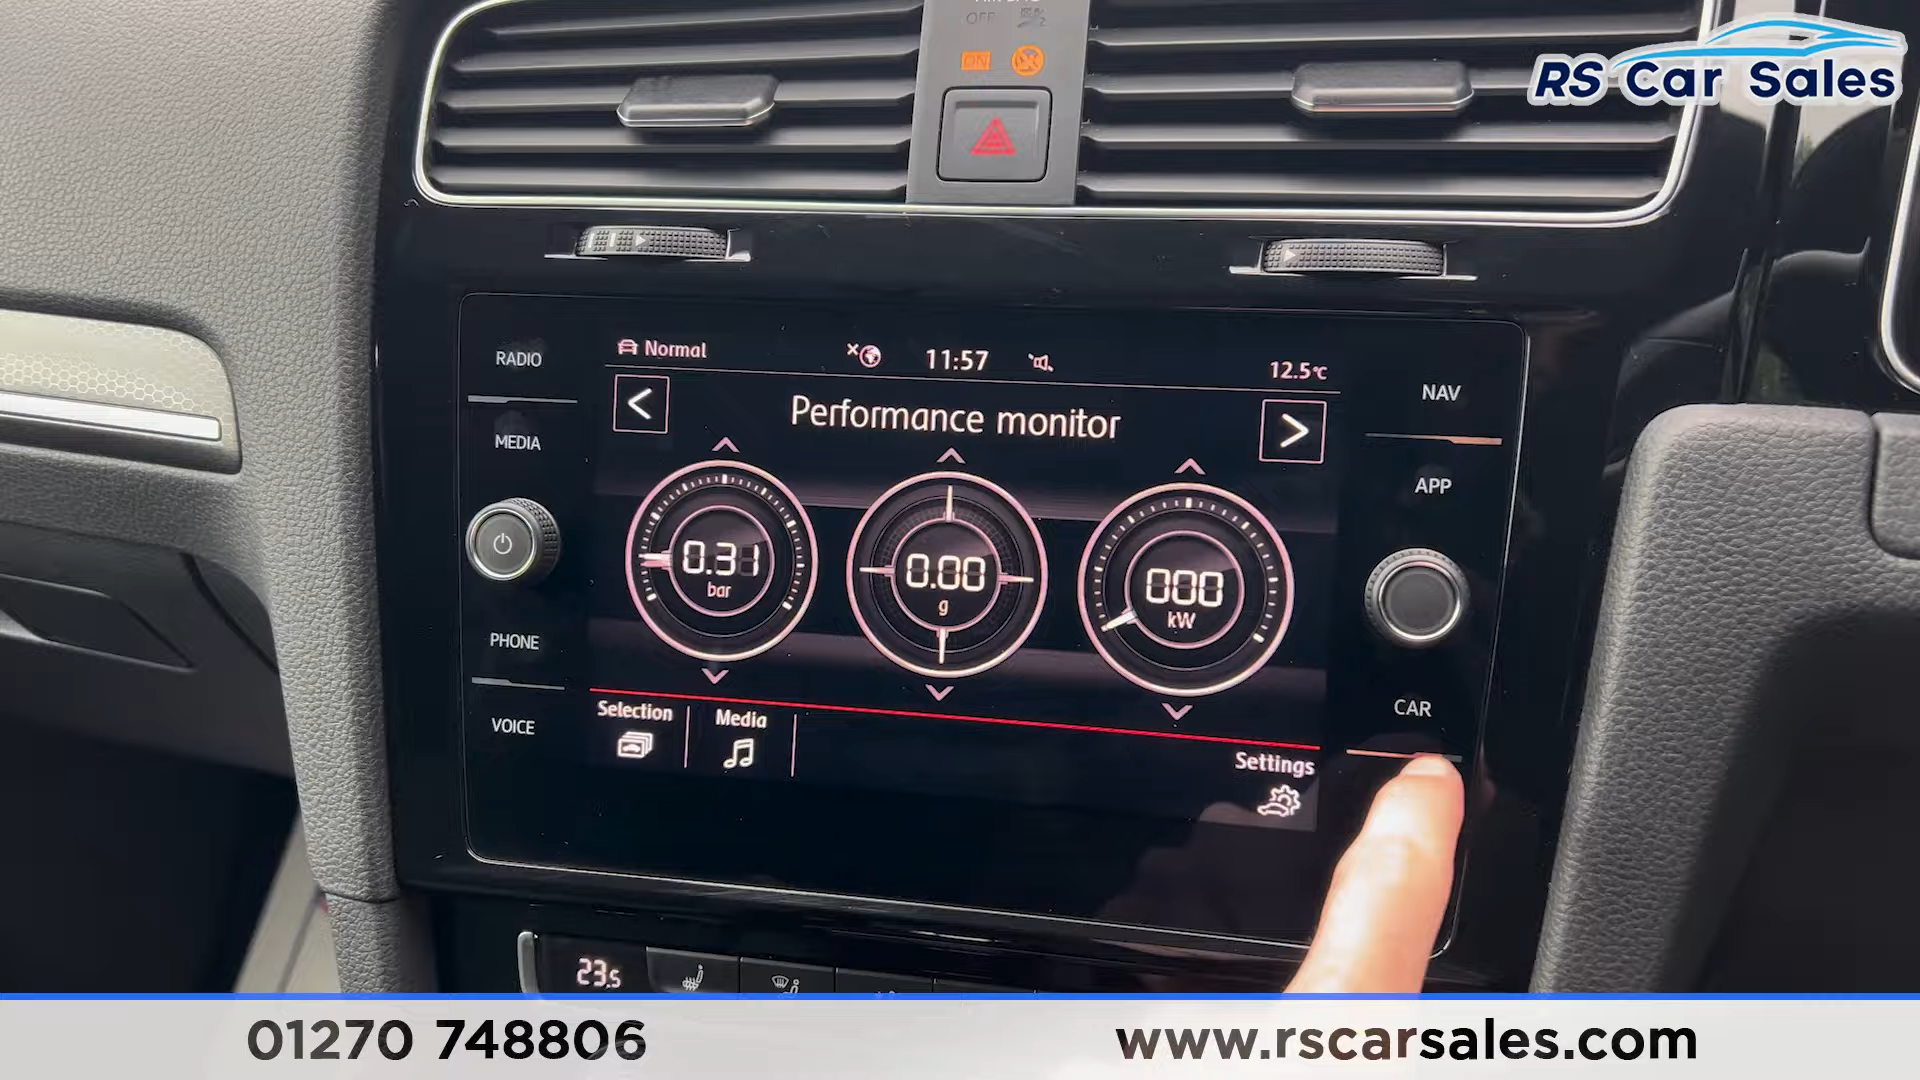 OFF
ON
RS Car Sales
RADIO
MEDIA
PHONE
VOICE
Normal
11:57
12.5°C
<
Performance monitor
>
0.31
bar
0.00
g
000
kW
Selection
Media
Settings
NAV
APP
CAR
23.5
01270 748806
www.rscarsales.com